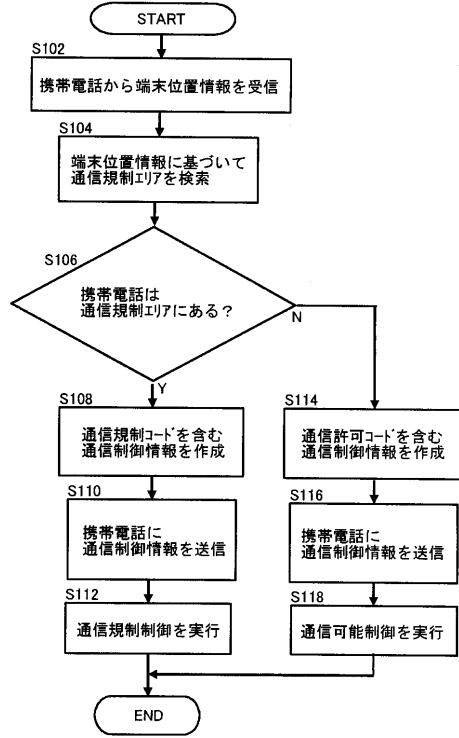 START
S102
携帯電話から端末位置情報を受信
S104
端末位置情報に基づいて
通信規制エリアを検索
S106
携帯電話は
通信規制エリアにある？
N
Y
S108
通信規制コードを含む
通信制御情報を作成
S110
携帯電話に
通信制御情報を送信
S112
通信規制制御を実行
S114
通信許可コードを含む
通信制御情報を作成
S116
携帯電話に
通信制御情報を送信
S118
通信可能制御を実行
END